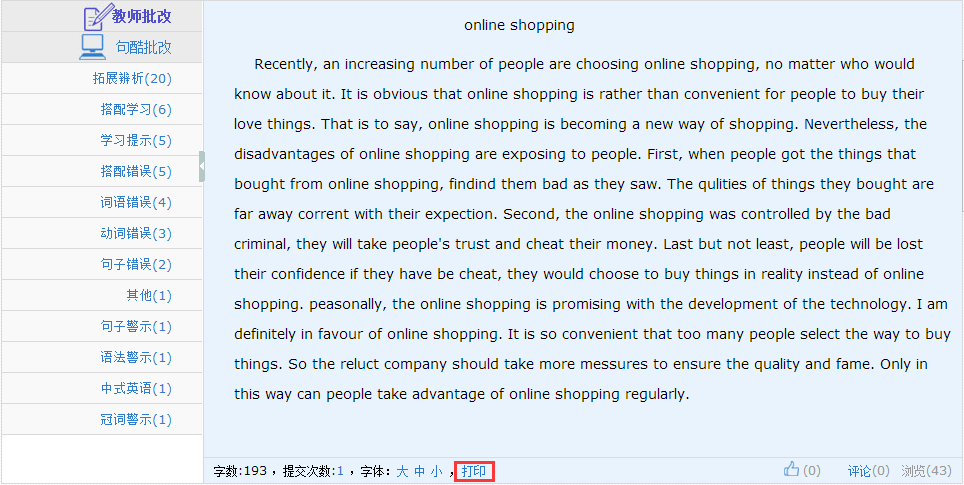 教师批改
句酷批改
拓展辨析(20)
搭配学习(6)
学习提示(5)
搭配错误(5)
词语错误(4)
动词错误(3)
句子错误(2)
其他(1)
句子警示(1)
语法警示(1)
中式英语(1)
冠词警示(1)
online shopping
Recently, an increasing number of people are choosing online shopping, no matter who would
know about it. It is obvious that online shopping is rather than convenient for people to buy their
love things. That is to say, online shopping is becoming a new way of shopping. Nevertheless, the
disadvantages of online shopping are exposing to people. First, when people got the things that
bought from online shopping, findind them bad as they saw. The qulities of things they bought are
far away corrent with their expection. Second, the online shopping was controlled by the bad
criminal, they will take people's trust and cheat their money. Last but not least, people will be lost
their confidence if they have be cheat, they would choose to buy things in reality instead of online
shopping. peasonally, the online shopping is promising with the development of the technology. I am
definitely in favour of online shopping. It is so convenient that too many people select the way to buy
things. So the reluct company should take more messures to ensure the quality and fame. Only in
this way can people take advantage of online shopping regularly.
字数:193 ，提交次数:1 ，字体：大 中 小 ，打印 (0) 评论(0) 浏览(43)